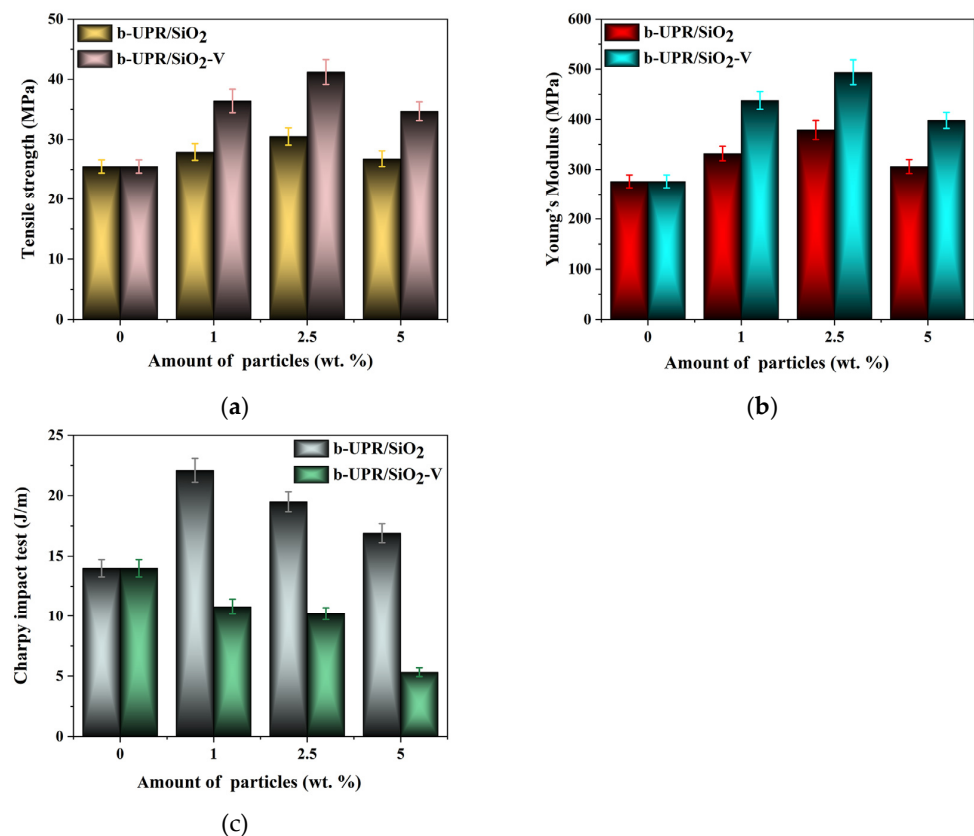 50
40
30
20
10
0
Tensile strength (MPa)
b-UPR/SiO₂
b-UPR/SiO₂-V
0 1 2.5 5
Amount of particles (wt. %)
(a)
600
500
400
300
200
100
0
Young's Modulus (MPa)
b-UPR/SiO₂
b-UPR/SiO₂-V
0 1 2.5 5
Amount of particles (wt. %)
(b)
25
20
15
10
5
0
Charpy impact test (J/m)
b-UPR/SiO₂
b-UPR/SiO₂-V
0 1 2.5 5
Amount of particles (wt. %)
(c)